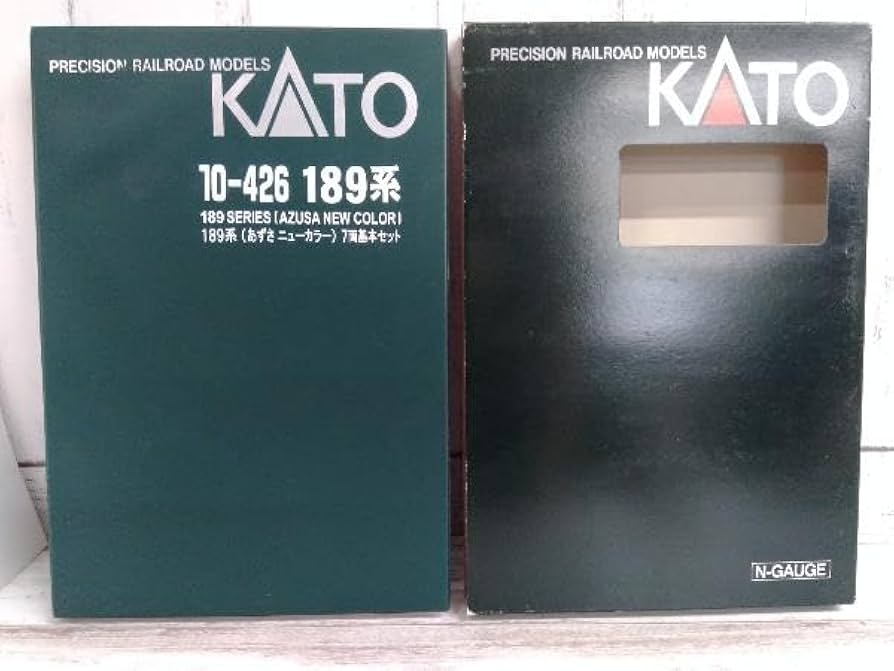 PRECISION RAILROAD MODELS
KATO
10-426 189系
189 SERIES (AZUSA NEW COLOR)
189系 (あずさ ニューカラー) 7両基本セット
PRECISION RAILROAD MODELS
KATO
N-GAUGE